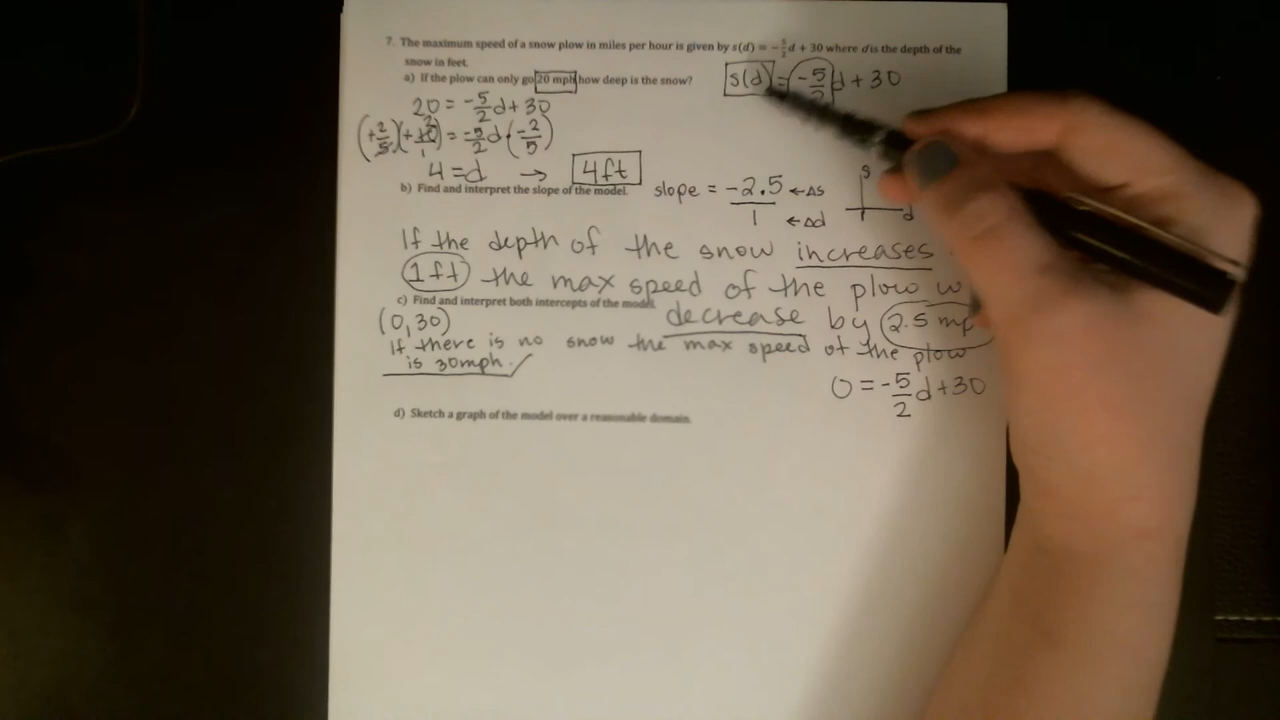 7. The maximum speed of a snow plow in miles per hour is given by s(d) = -5/2 d + 30 where d is the depth of the
snow in feet.
a) If the plow can only go 20 mph how deep is the snow?
s(d) = -5/2 d + 30
20 = -5/2 d + 30
= -5/2 d (-2/5)
4 = d → 4ft
b) Find and interpret the slope of the model.
slope = -2.5 ← Δs
1 ← Δd
s
d
If the depth of the snow increases
1 ft the max speed of the plow w
c) Find and interpret both intercepts of the model.
decrease by 2.5 mp
(0,30)
If there is no snow the max speed of the plow
is 30mph.
0 = -5/2 d + 30
d) Sketch a graph of the model over a reasonable domain.